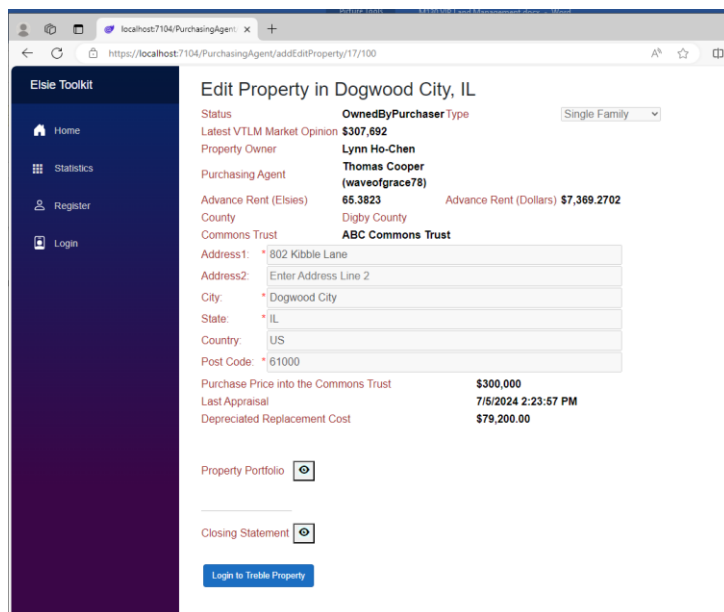 localhost:7104/PurchasingAgent
https://localhost:7104/PurchasingAgent/addEditProperty/17/100
Elsie Toolkit
Home
Statistics
Register
Login
Edit Property in Dogwood City, IL
Status OwnedByPurchaser Type Single Family
Latest VTLM Market Opinion $307,692
Property Owner Lynn Ho-Chen
Purchasing Agent Thomas Cooper
(waveofgrace78)
Advance Rent (Elsies) 65.3823 Advance Rent (Dollars) $7,369.2702
County Digby County
Commons Trust ABC Commons Trust
Address1: * 802 Kibble Lane
Address2: Enter Address Line 2
City: * Dogwood City
State: * IL
Country: US
Post Code: * 61000
Purchase Price into the Commons Trust $300,000
Last Appraisal 7/5/2024 2:23:57 PM
Depreciated Replacement Cost $79,200.00
Property Portfolio
Closing Statement
Login to Treble Property